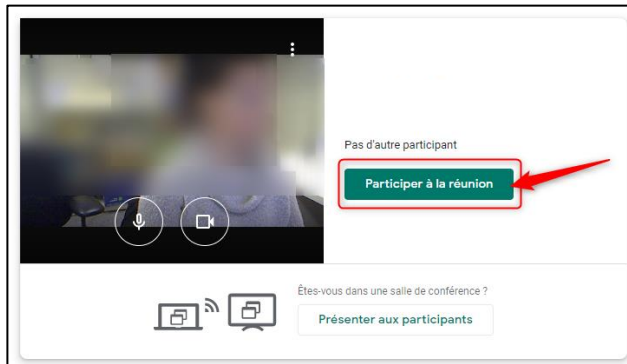 Pas d'autre participant
Participer à la réunion
Êtes-vous dans une salle de conférence ?
Présenter aux participants